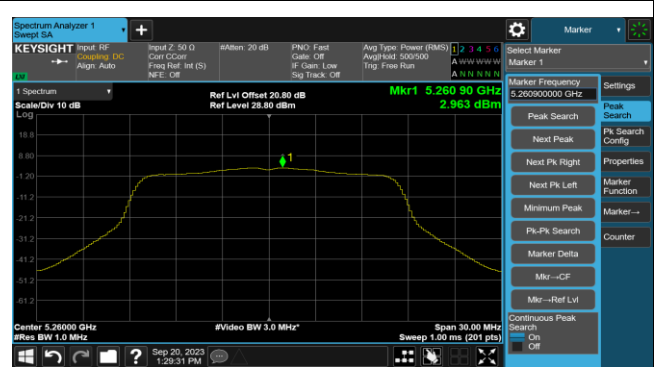 Spectrum Analyzer 1
Swept SA
+
Marker
KEYSIGHT
Input: RF
Coupling: DC
Align: Auto
Input Z: 50 Ω
Corr CCorr
Freq Ref: Int (S)
NFE: Off
#Atten: 20 dB
PNO: Fast
Gate: Off
IF Gain: Low
Sig Track: Off
Avg Type: Power (RMS)
Avg|Hold: 500/500
Trig: Free Run
1 2 3 4 5 6
A W W W W W
A N N N N N
LV
Select Marker
Marker 1
1 Spectrum
Scale/Div 10 dB
Log
Ref Lvl Offset 20.80 dB
Ref Level 28.80 dBm
Mkr1 5.260 90 GHz
2.963 dBm
18.8
8.80
-1.20
-11.2
-21.2
-31.2
-41.2
-51.2
-61.2
1
Center 5.26000 GHz
#Res BW 1.0 MHz
#Video BW 3.0 MHz*
Span 30.00 MHz
Sweep 1.00 ms (201 pts)
Marker Frequency
5.260900000 GHz
Peak Search
Next Peak
Next Pk Right
Next Pk Left
Minimum Peak
Pk-Pk Search
Marker Delta
Mkr→CF
Mkr→Ref Lvl
Continuous Peak
Search
On
Off
Settings
Peak
Search
Pk Search
Config
Properties
Marker
Function
Marker→
Counter
?
Sep 20, 2023
1:29:31 PM